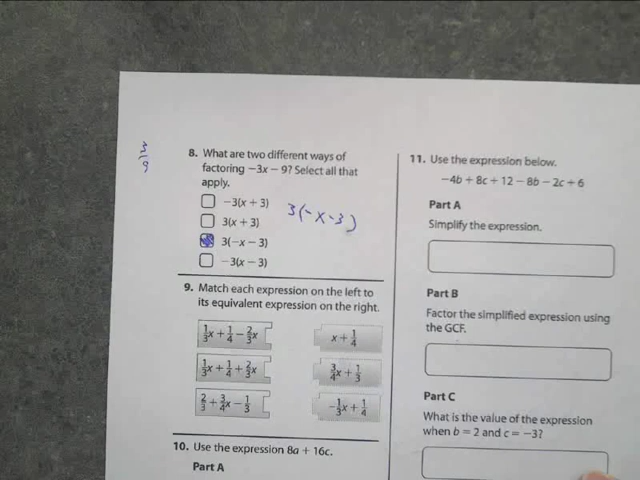 3/9
8. What are two different ways of
factoring −3x − 9? Select all that
apply.
−3(x + 3)
3(x + 3)
3(−x − 3)
−3(x − 3)
3(-x-3)
9. Match each expression on the left to
its equivalent expression on the right.
1/3x + 1/4 − 2/3x
x + 1/4
1/3x + 1/4 + 2/3x
3/4x + 1/3
2/3 + 3/4x − 1/3
−1/3x + 1/4
10. Use the expression 8a + 16c.
Part A
11. Use the expression below.
−4b + 8c + 12 − 8b − 2c + 6
Part A
Simplify the expression.
Part B
Factor the simplified expression using
the GCF.
Part C
What is the value of the expression
when b = 2 and c = −3?